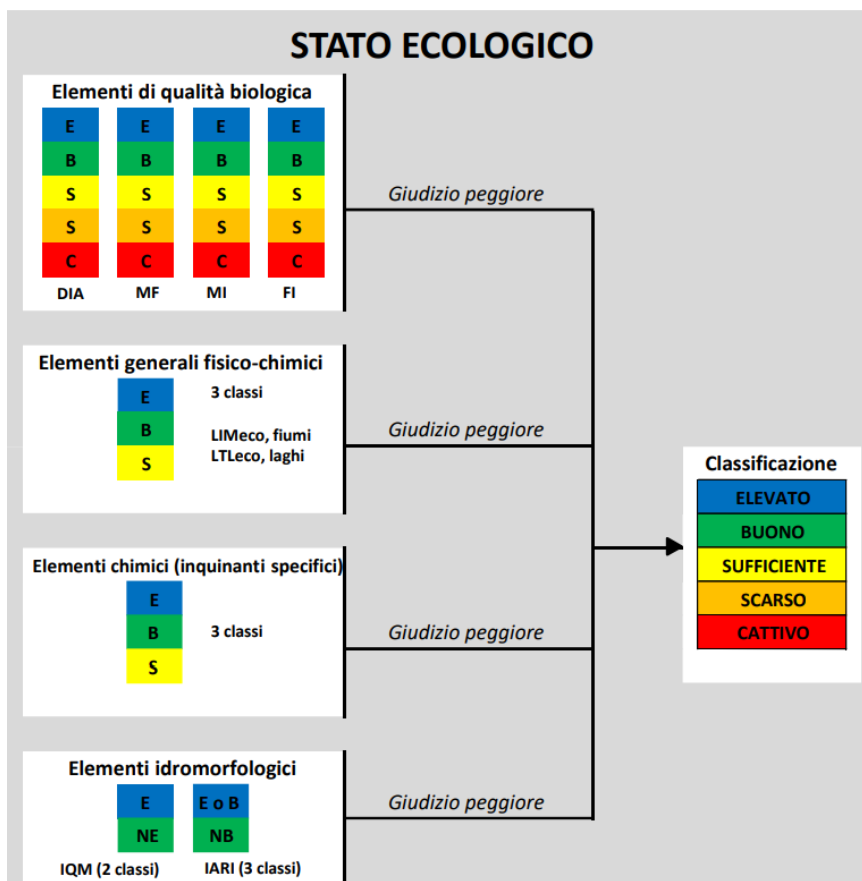 STATO ECOLOGICO
Elementi di qualità biologica
E E E E
B B B B
S S S S
S S S S
C C C C
DIA MF MI FI
Giudizio peggiore
Elementi generali fisico-chimici
E 3 classi
B LIMeco, fiumi
LTLeco, laghi
S
Giudizio peggiore
Elementi chimici (inquinanti specifici)
E
B 3 classi
S
Giudizio peggiore
Elementi idromorfologici
E E o B
NE NB
IQM (2 classi) IARI (3 classi)
Giudizio peggiore
Classificazione
ELEVATO
BUONO
SUFFICIENTE
SCARSO
CATTIVO